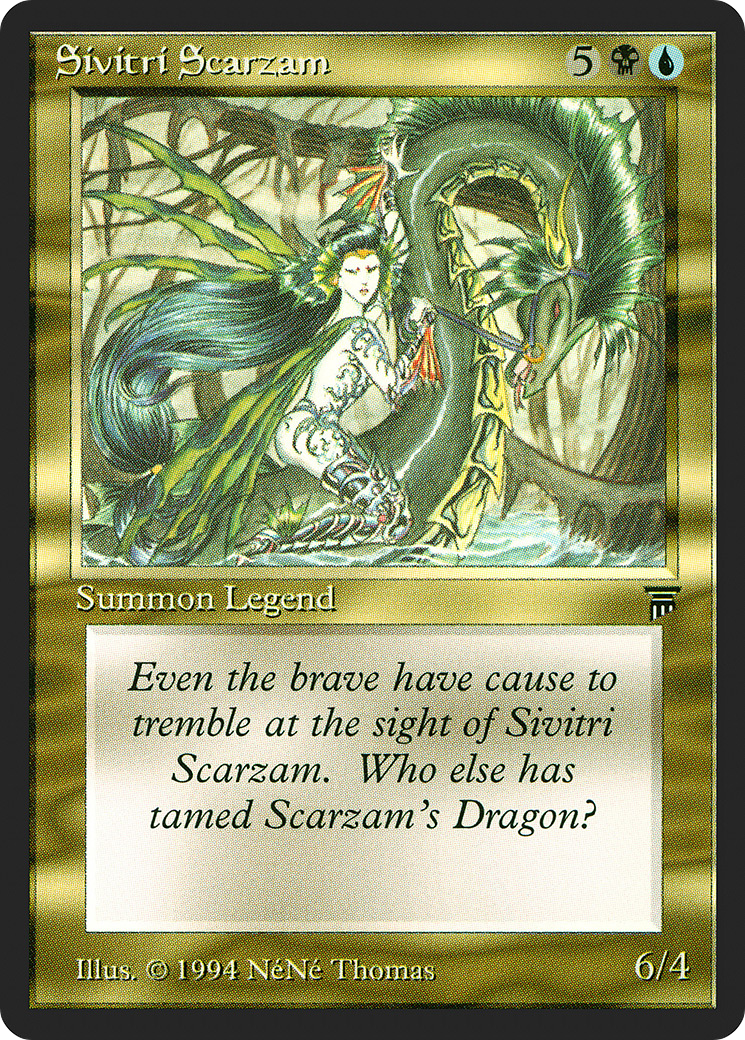 Sivitri Scarzam 5
Summon Legend
Even the brave have cause to
tremble at the sight of Sivitri
Scarzam. Who else has
tamed Scarzam's Dragon?
Illus. © 1994 NéNé Thomas 6/4